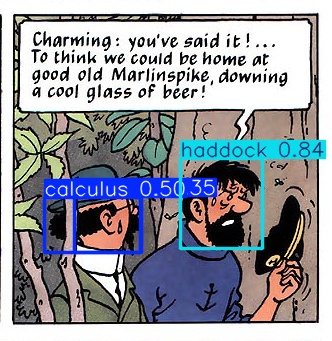 Charming: you've said it!...
To think we could be home at
good old Marlinspike, downing
a cool glass of beer!
haddock 0.84
calculus 0.50 35